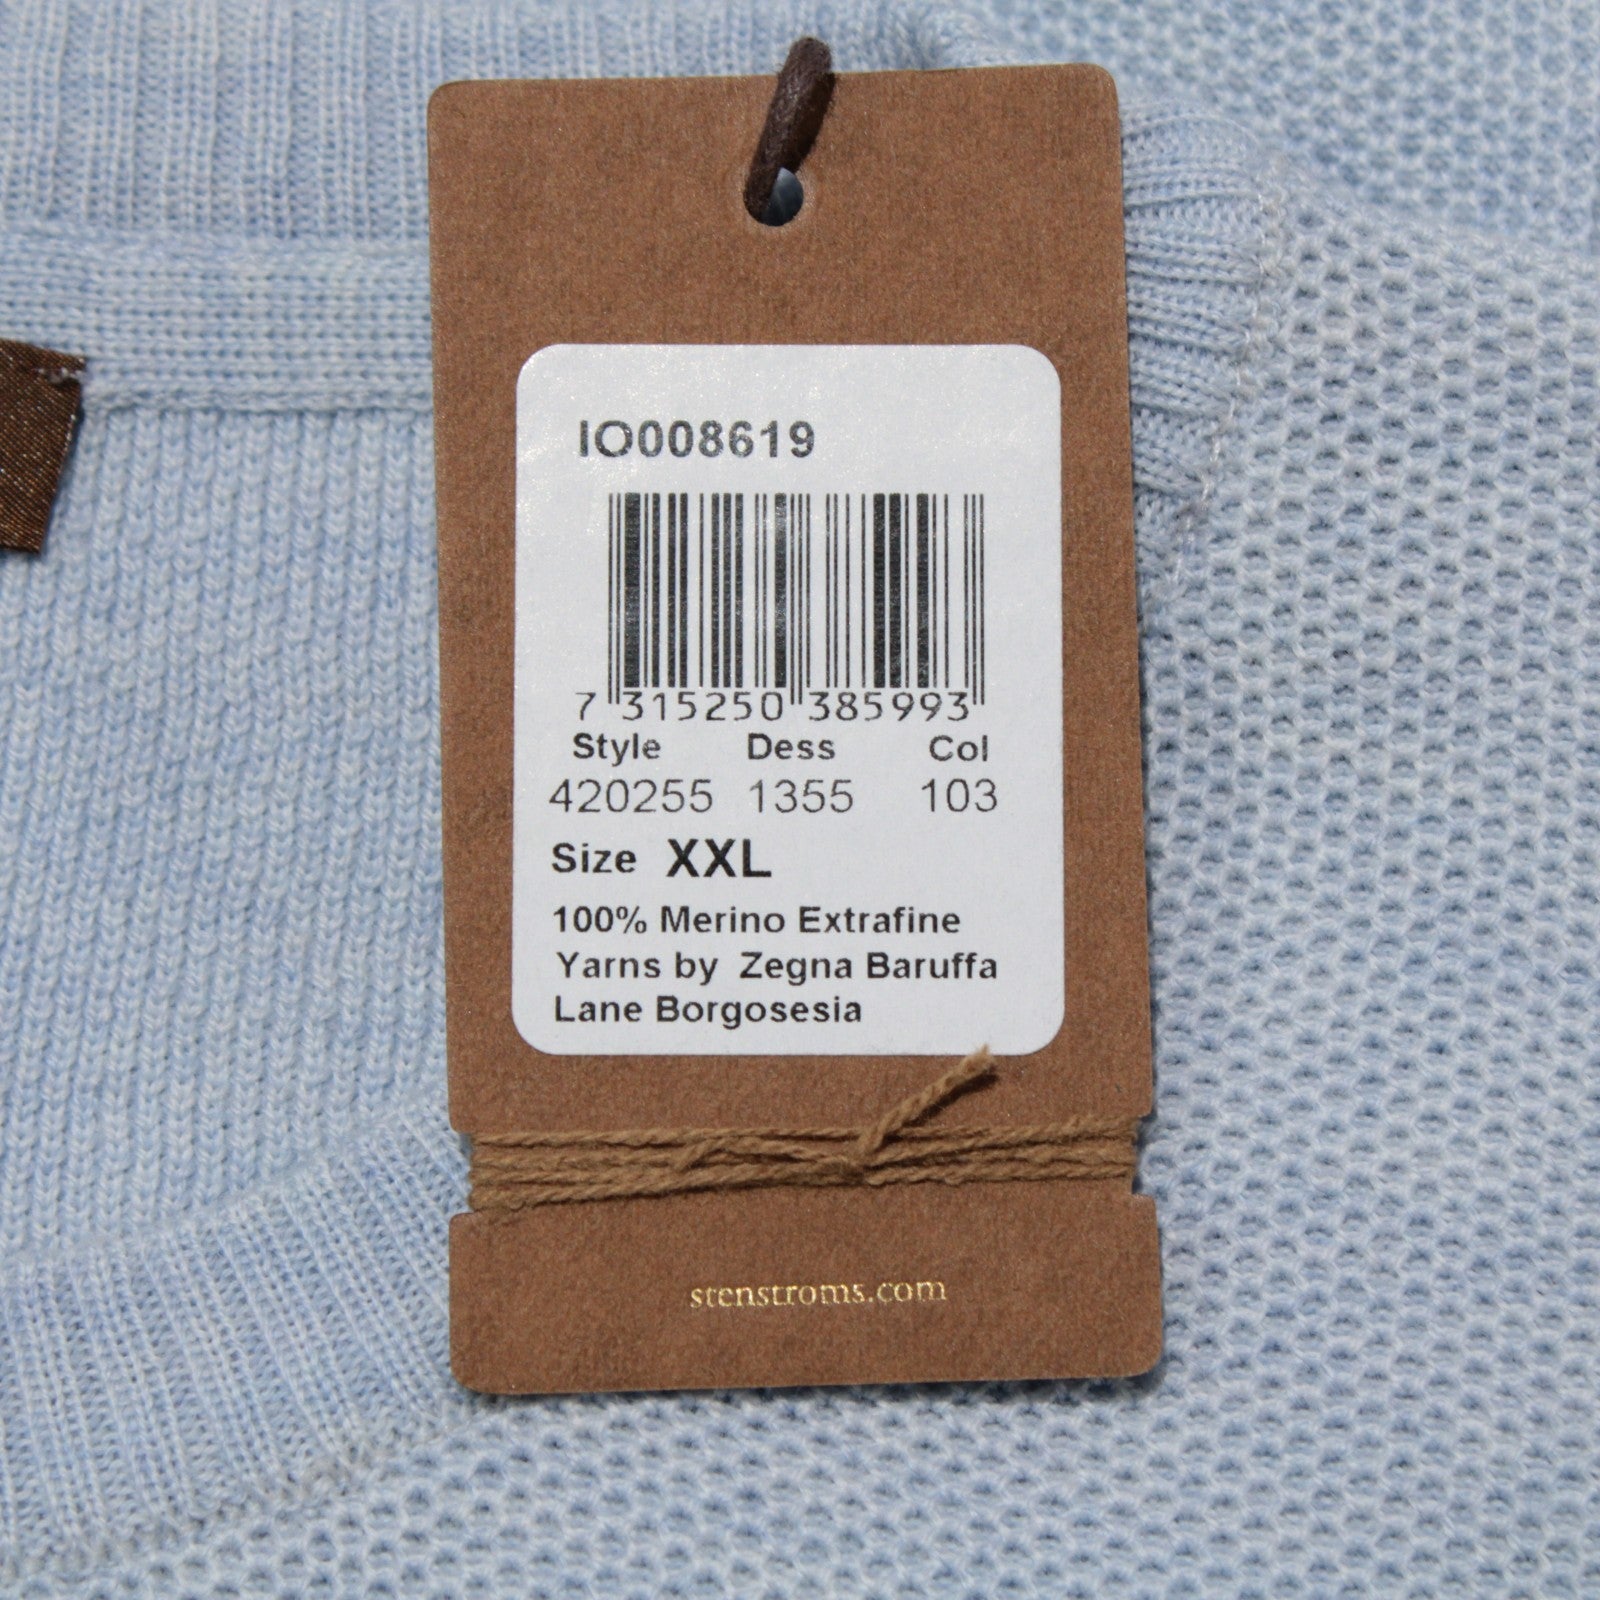 IO008619
7 315250 385993
Style Dess Col
420255 1355 103
Size XXL
100% Merino Extrafine
Yarns by Zegna Baruffa
Lane Borgosesia
stenstroms.com